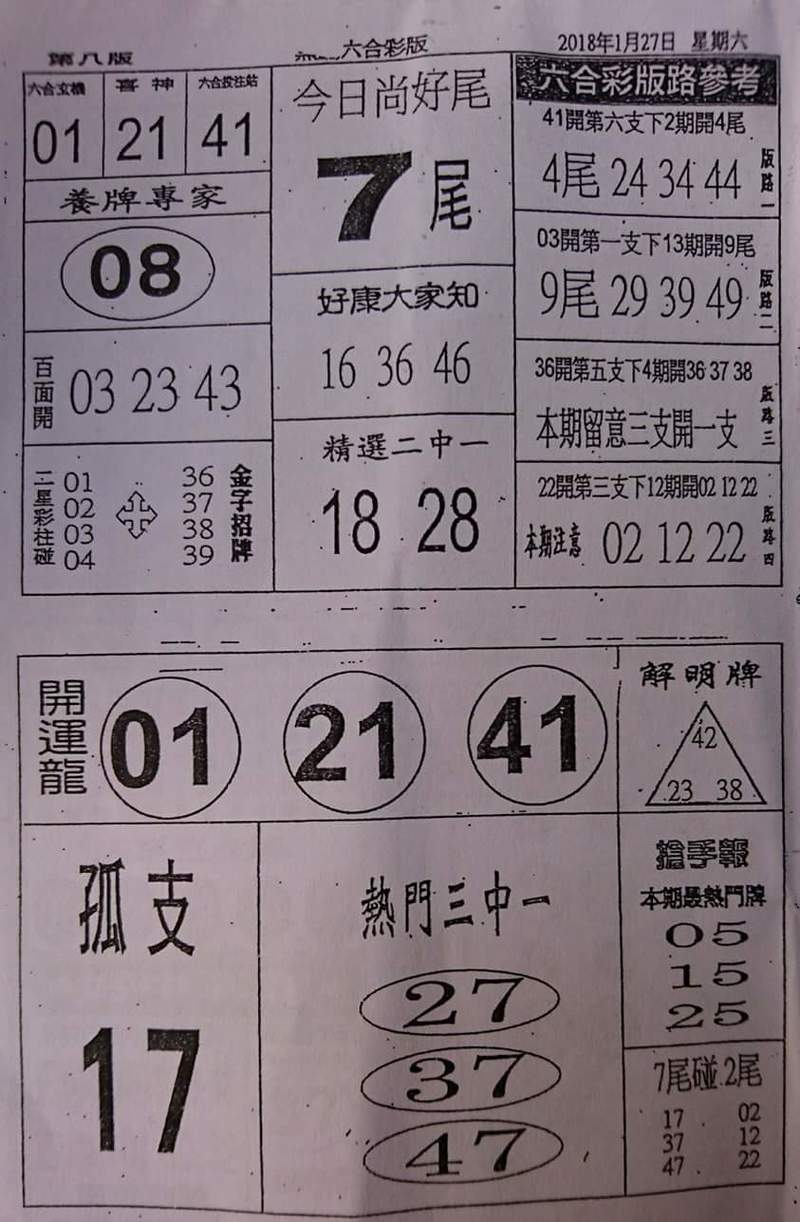 第八版
六合彩版
2018年1月27日 星期六
六合玄機
01
喜神
21
六合投注站
41
養牌專家
08
百面開
03 23 43
二星彩柱碰
01
02
03
04
36
37
38
39
金字招牌
今日尚好尾
7尾
好康大家知
16 36 46
精選二中一
18 28
六合彩版路參考
41開第六支下2期開4尾
4尾 24 34 44
版路一
03開第一支下13期開9尾
9尾 29 39 49
版路二
36開第五支下4期開36 37 38
本期留意三支開一支
版路三
22開第三支下12期開02 12 22
本期注意 02 12 22
版路四
開運龍
01 21 41
解明牌
42
23 38
孤支
17
熱門三中一
27
37
47
搶手報
本期最熱門牌
05
15
25
7尾碰2尾
17 02
37 12
47 22